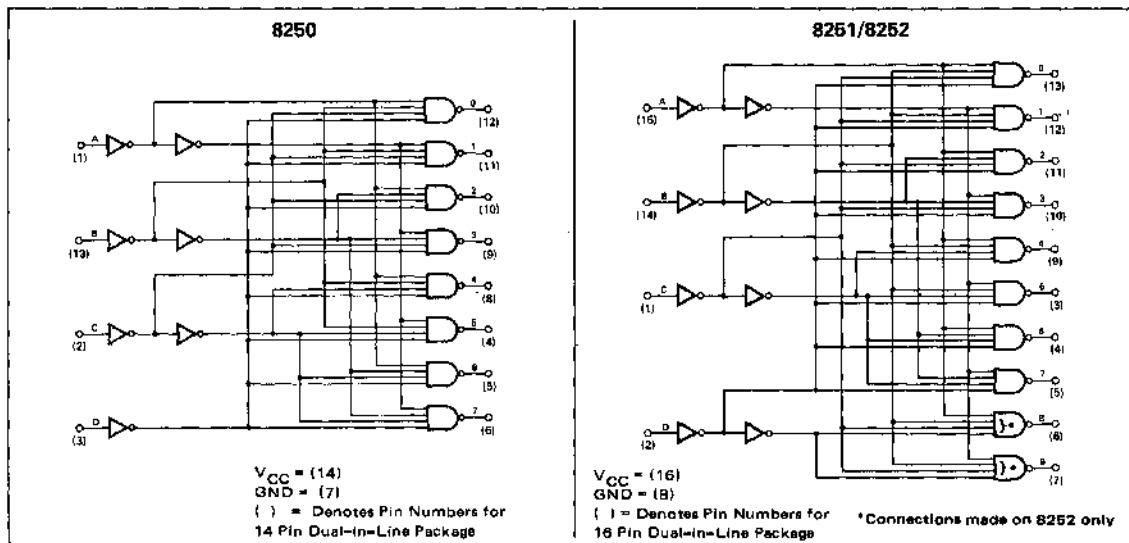 8250
8251/8252
0
(12)
A
(1)
1
(11)
2
(10)
B
(13)
3
(9)
4
(8)
C
(2)
5
(4)
6
(5)
D
(3)
7
(6)
VCC = (14)
GND = (7)
( ) = Denotes Pin Numbers for
14 Pin Dual-in-Line Package
0
(13)
A
(16)
1
(12)
2
(11)
B
(14)
3
(10)
4
(9)
C
(1)
5
(3)
6
(4)
7
(5)
D
(2)
8
(6)
9
(7)
VCC = (16)
GND = (8)
( ) = Denotes Pin Numbers for
16 Pin Dual-in-Line Package
*Connections made on 8252 only